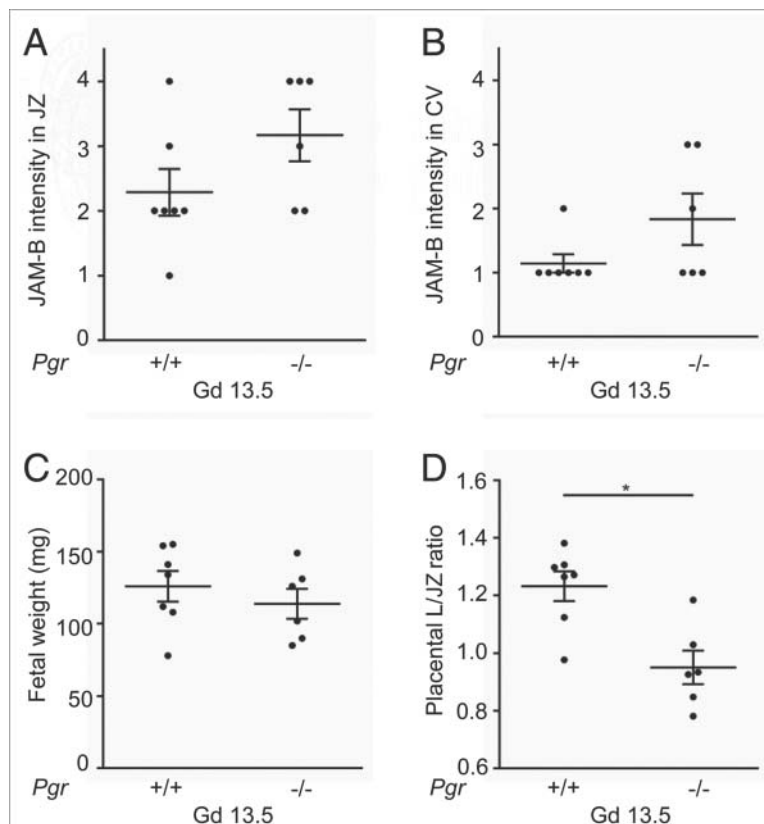 A
JAM-B intensity in JZ
4
3
2
1
0
Pgr
+/+
-/-
Gd 13.5
B
JAM-B intensity in CV
4
3
2
1
0
Pgr
+/+
-/-
Gd 13.5
C
Fetal weight (mg)
200
150
100
50
0
Pgr
+/+
-/-
Gd 13.5
D
Placental L/JZ ratio
1.6
1.4
1.2
1.0
0.8
0.6
*
Pgr
+/+
-/-
Gd 13.5